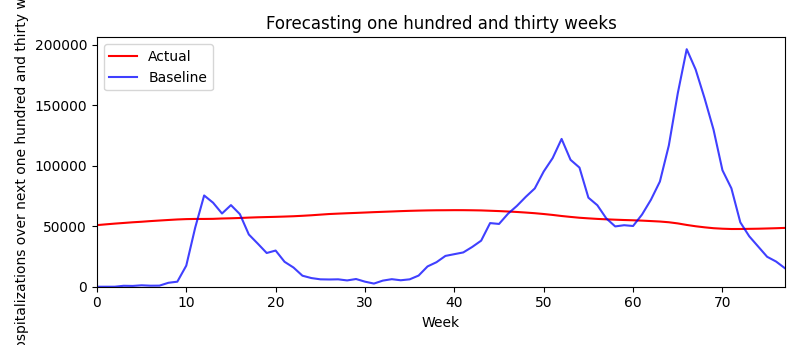 Forecasting one hundred and thirty weeks
Actual
Baseline
200000
150000
100000
50000
0
over next one hundred and thirty
0 10 20 30 40 50 60 70
Week